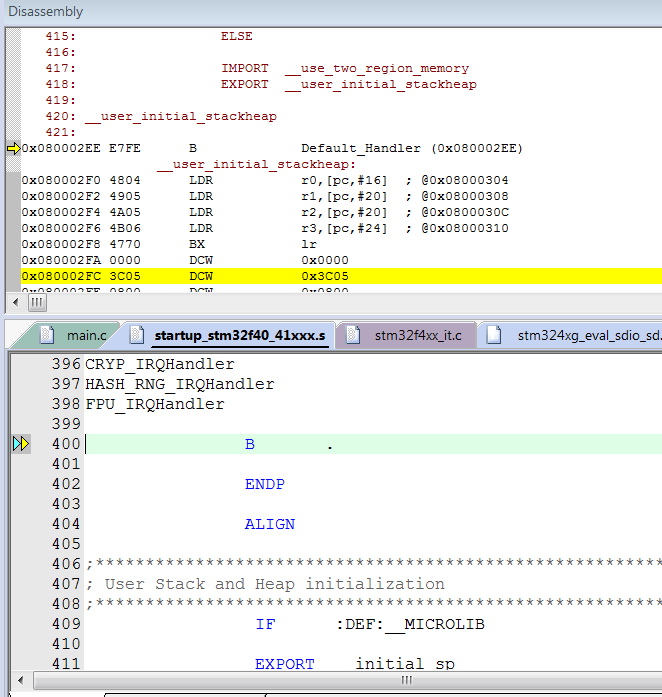 Disassembly
415: ELSE
416:
417: IMPORT __use_two_region_memory
418: EXPORT __user_initial_stackheap
419:
420: __user_initial_stackheap
421:
0x080002EE E7FE B Default_Handler (0x080002EE)
__user_initial_stackheap:
0x080002F0 4804 LDR r0,[pc,#16] ; @0x08000304
0x080002F2 4905 LDR r1,[pc,#20] ; @0x08000308
0x080002F4 4A05 LDR r2,[pc,#20] ; @0x0800030C
0x080002F6 4B06 LDR r3,[pc,#24] ; @0x08000310
0x080002F8 4770 BX lr
0x080002FA 0000 DCW 0x0000
0x080002FC 3C05 DCW 0x3C05
0x080002FE 0800 DCW 0x0800
main.c startup_stm32f40_41xxx.s stm32f4xx_it.c stm324xg_eval_sdio_sd.
396 CRYP_IRQHandler
397 HASH_RNG_IRQHandler
398 FPU_IRQHandler
399
400 B .
401
402 ENDP
403
404 ALIGN
405
406 ;**********************************************************
407 ; User Stack and Heap initialization
408 ;**********************************************************
409 IF :DEF:__MICROLIB
410
411 EXPORT __initial_sp